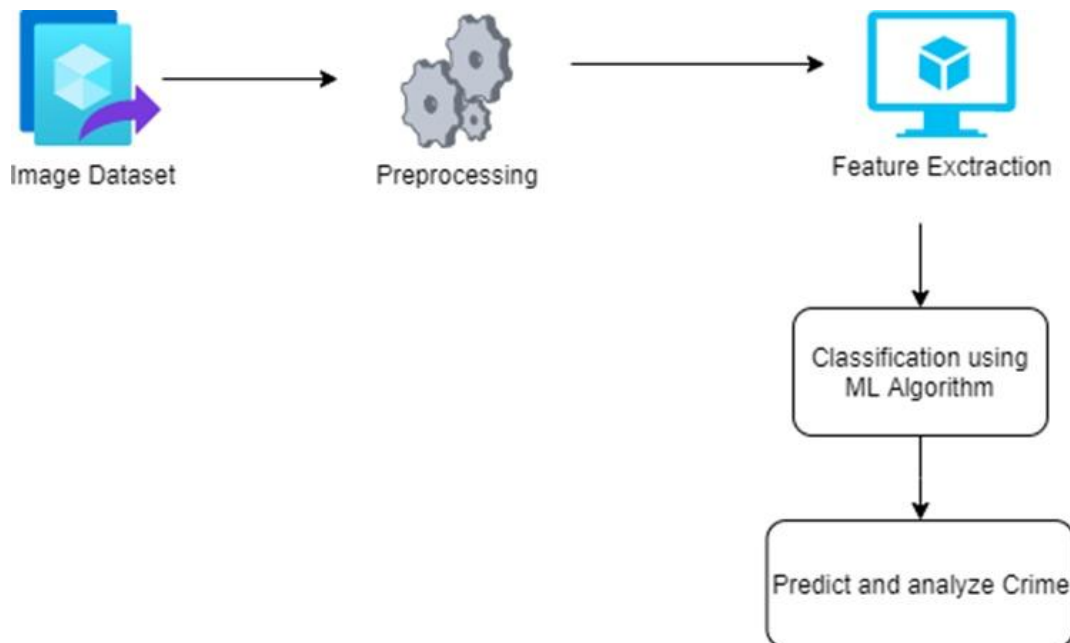 Image Dataset
Preprocessing
Feature Exctraction
Classification using
ML Algorithm
Predict and analyze Crime